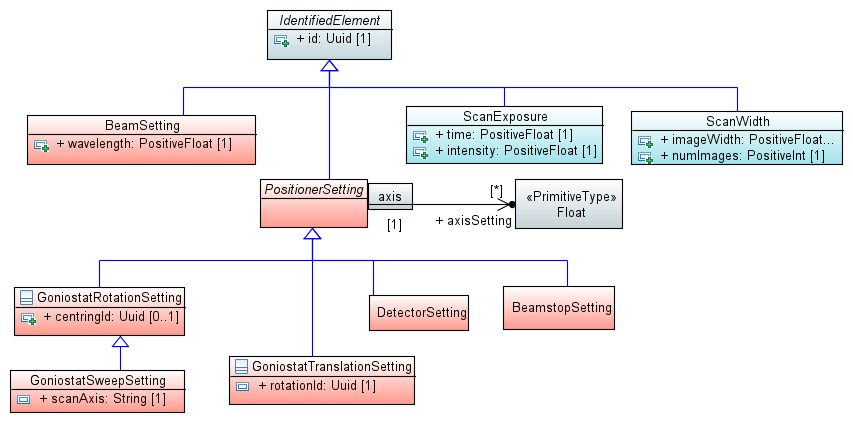 IdentifiedElement
+ id: Uuid [1]
BeamSetting
+ wavelength: PositiveFloat [1]
ScanExposure
+ time: PositiveFloat [1]
+ intensity: PositiveFloat [1]
ScanWidth
+ imageWidth: PositiveFloat...
+ numImages: PositiveInt [1]
PositionerSetting
axis
[1]
[*]
+ axisSetting
«PrimitiveType»
Float
GoniostatRotationSetting
+ centringId: Uuid [0..1]
DetectorSetting
BeamstopSetting
GoniostatSweepSetting
+ scanAxis: String [1]
GoniostatTranslationSetting
+ rotationId: Uuid [1]